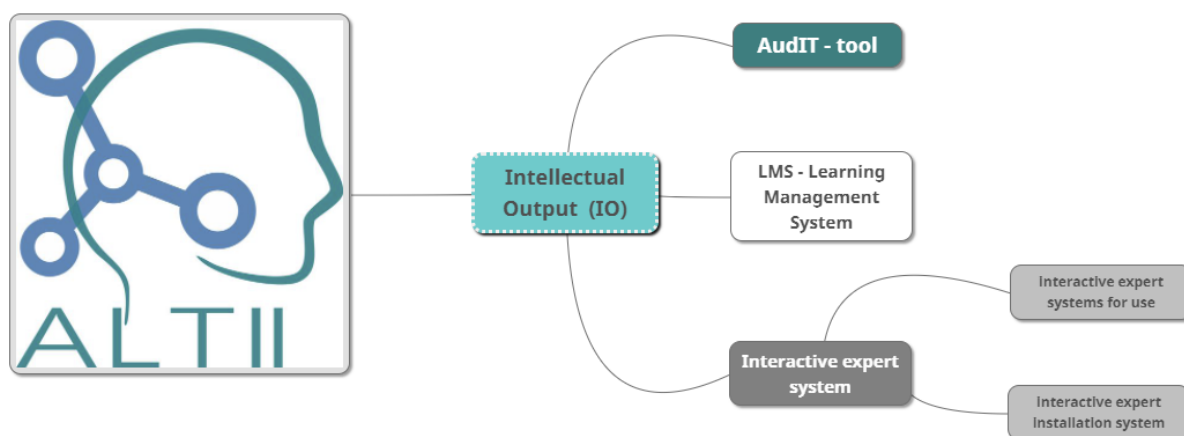 ALTII
Intellectual
Output (IO)
AudIT - tool
LMS - Learning
Management
System
Interactive expert
system
Interactive expert
systems for use
Interactive expert
installation system